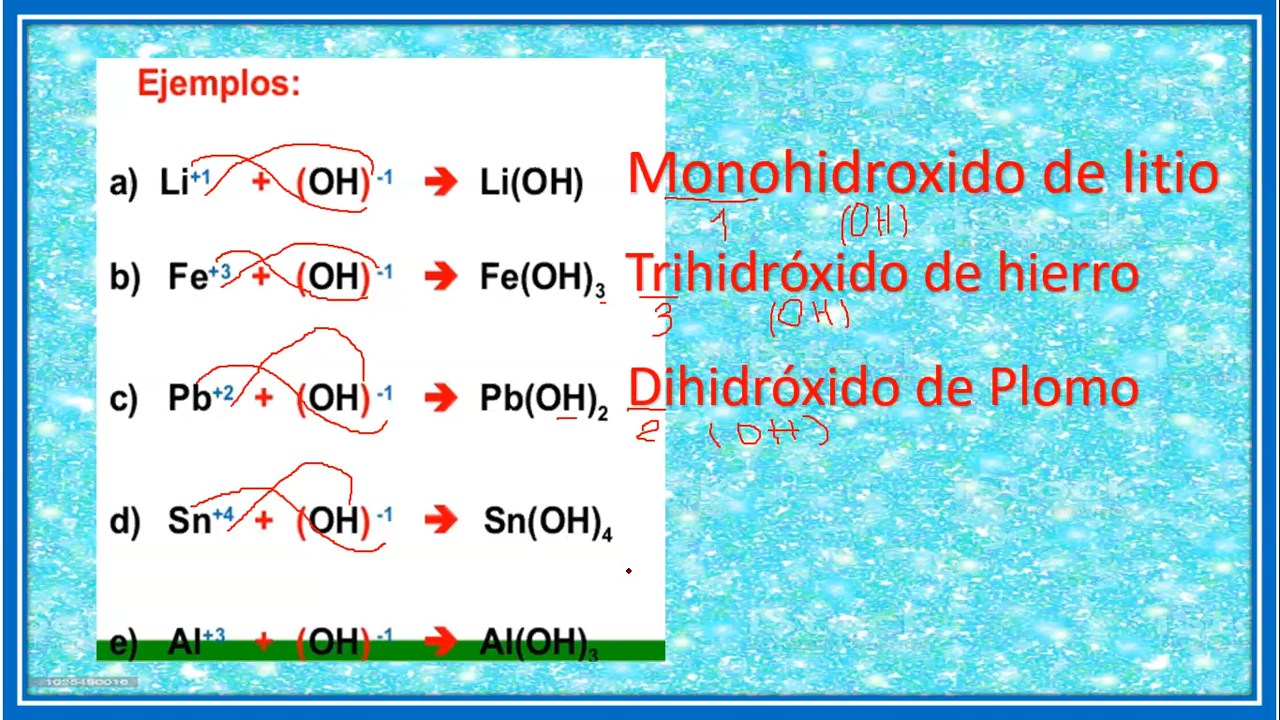 Ejemplos:
a) Li+1 + (OH)-1 → Li(OH) Monohidroxido de litio
1 (OH)
b) Fe+3 + (OH)-1 → Fe(OH)3 Trihidróxido de hierro
3 (OH)
c) Pb+2 + (OH)-1 → Pb(OH)2 Dihidróxido de Plomo
2 (OH)
d) Sn+4 + (OH)-1 → Sn(OH)4
e) Al+3 + (OH)-1 → Al(OH)3
1025490016